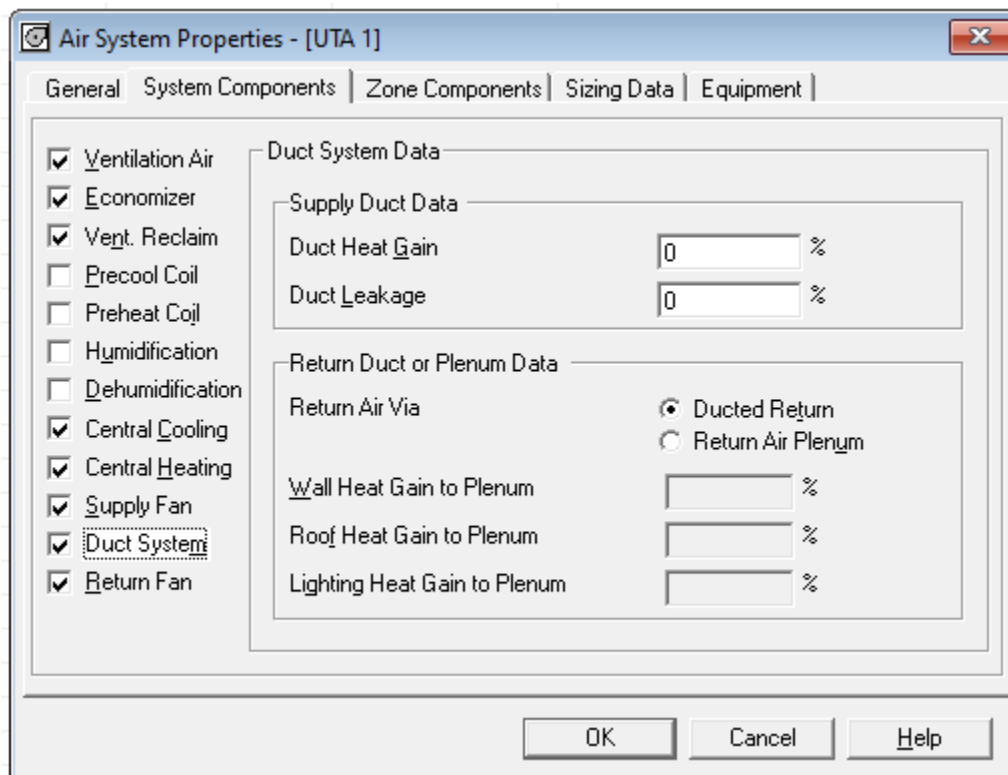 Air System Properties - [UTA 1]
General System Components Zone Components Sizing Data Equipment
Ventilation Air
Economizer
Vent. Reclaim
Precool Coil
Preheat Coil
Humidification
Dehumidification
Central Cooling
Central Heating
Supply Fan
Duct System
Return Fan
Duct System Data
Supply Duct Data
Duct Heat Gain 0 %
Duct Leakage 0 %
Return Duct or Plenum Data
Return Air Via Ducted Return
Return Air Plenum
Wall Heat Gain to Plenum %
Roof Heat Gain to Plenum %
Lighting Heat Gain to Plenum %
OK Cancel Help